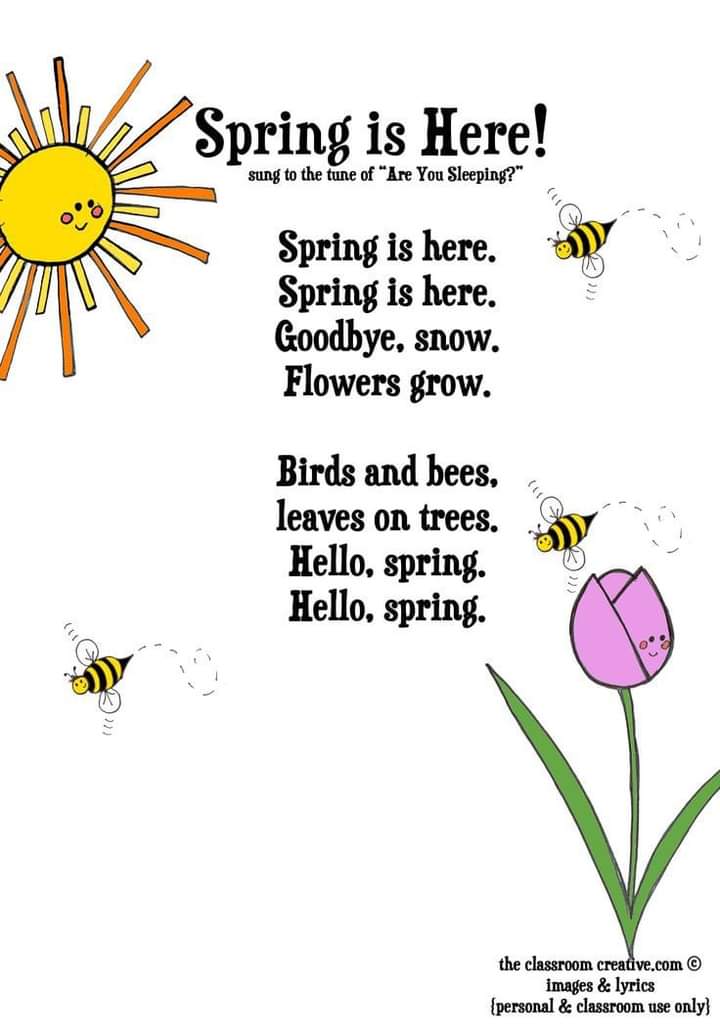 Spring is Here!
sung to the tune of "Are You Sleeping?"
Spring is here.
Spring is here.
Goodbye, snow.
Flowers grow.
Birds and bees,
leaves on trees.
Hello, spring.
Hello, spring.
the classroom creative.com ©
images & lyrics
{personal & classroom use only}